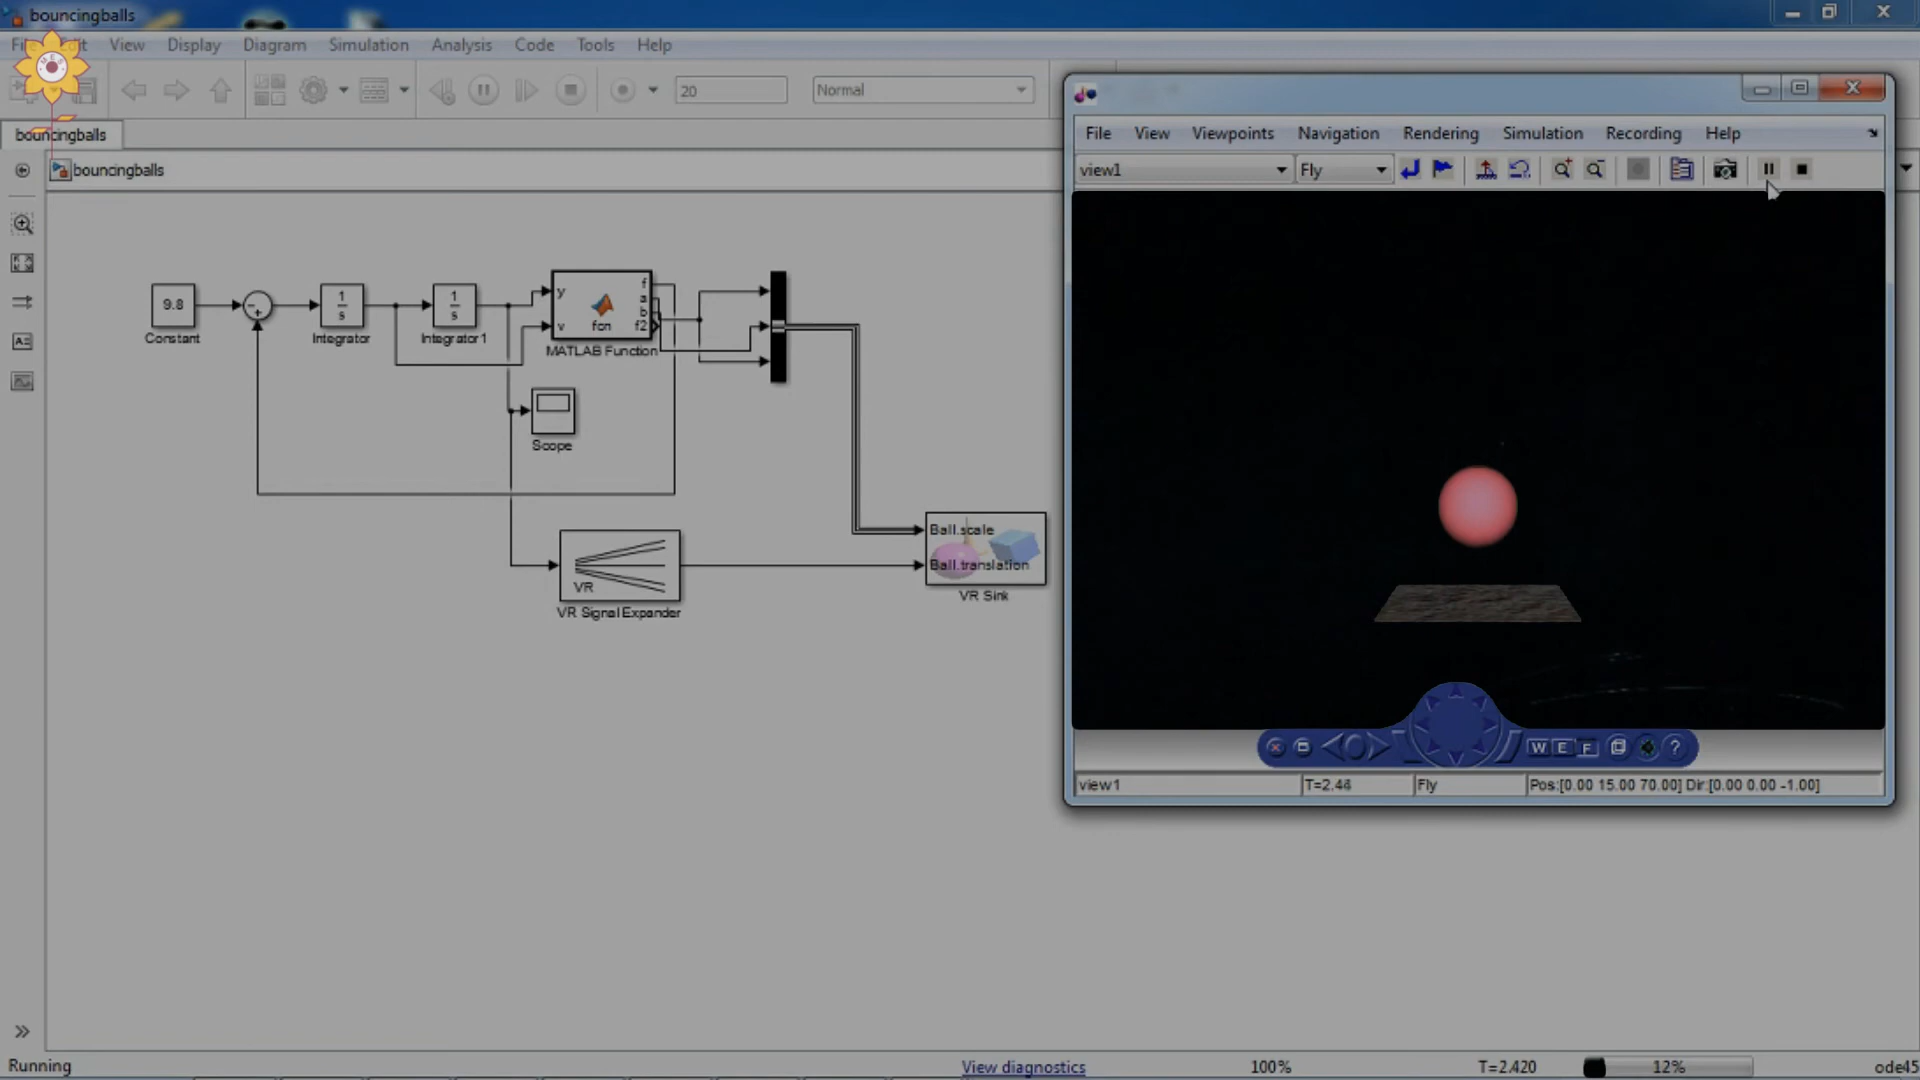 bouncingballs
File Edit View Display Diagram Simulation Analysis Code Tools Help
20 Normal
bouncingballs
bouncingballs
9.8
Constant
1
s
Integrator
1
s
Integrator1
y
v
fcn
f
a
b
f2
MATLAB Function
Scope
VR
VR Signal Expander
Ball.scale
Ball.translation
VR Sink
File View Viewpoints Navigation Rendering Simulation Recording Help
view1 Fly
W E F ?
view1 T=2.46 Fly Pos:[0.00 15.00 70.00] Dir:[0.00 0.00 -1.00]
Running View diagnostics 100% T=2.420 12% ode45